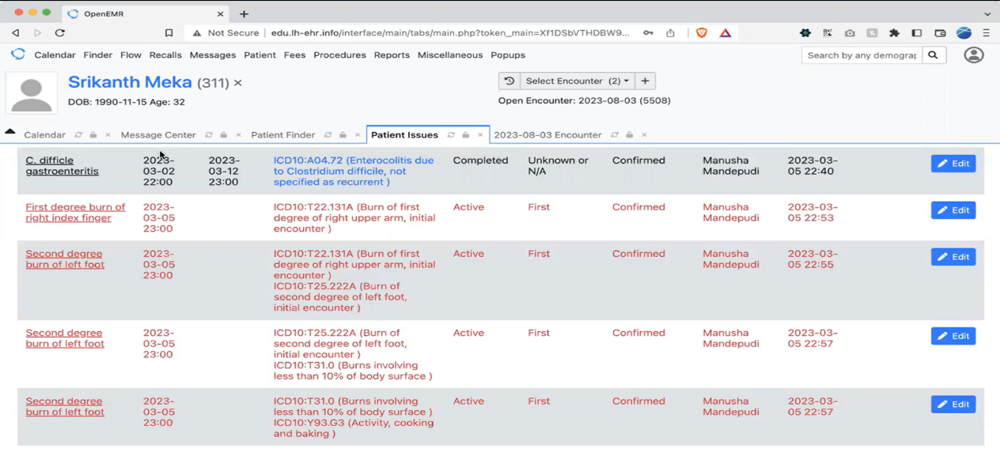 OpenEMR
Not Secure edu.lh-ehr.info/interface/main/tabs/main.php?token_main=Xf1DSbVTHDBW9...
Calendar Finder Flow Recalls Messages Patient Fees Procedures Reports Miscellaneous Popups
Search by any demograp
Srikanth Meka (311)
DOB: 1990-11-15 Age: 32
Select Encounter (2)
Open Encounter: 2023-08-03 (5508)
Calendar Message Center Patient Finder Patient Issues 2023-08-03 Encounter
C. difficle 2023- 2023- ICD10:A04.72 (Enterocolitis due Completed Unknown or Confirmed Manusha 2023-03- Edit
gastroenteritis 03-02 03-12 to Clostridium difficile, not N/A Mandepudi 05 22:40
22:00 23:00 specified as recurrent )
First degree burn of 2023- ICD10:T22.131A (Burn of first Active First Confirmed Manusha 2023-03- Edit
right index finger 03-05 degree of right upper arm, initial Mandepudi 05 22:53
23:00 encounter )
Second degree 2023- ICD10:T22.131A (Burn of first Active First Confirmed Manusha 2023-03- Edit
burn of left foot 03-05 degree of right upper arm, initial Mandepudi 05 22:55
23:00 encounter )
ICD10:T25.222A (Burn of
second degree of left foot,
initial encounter )
Second degree 2023- ICD10:T25.222A (Burn of Active First Confirmed Manusha 2023-03- Edit
burn of left foot 03-05 second degree of left foot, Mandepudi 05 22:57
23:00 initial encounter )
ICD10:T31.0 (Burns involving
less than 10% of body surface )
Second degree 2023- ICD10:T31.0 (Burns involving Active First Confirmed Manusha 2023-03- Edit
burn of left foot 03-05 less than 10% of body surface ) Mandepudi 05 22:57
23:00 ICD10:Y93.G3 (Activity, cooking
and baking )